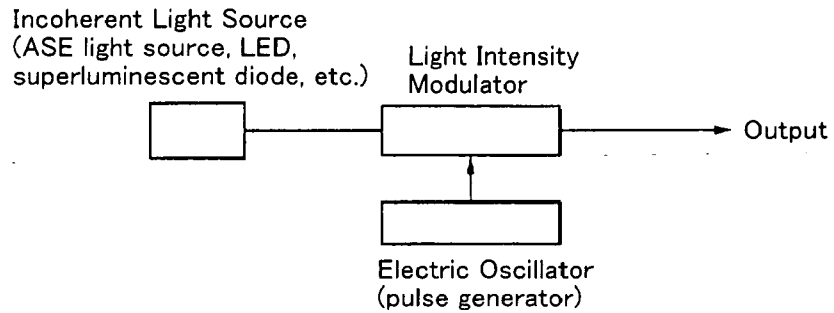 Incoherent Light Source
(ASE light source, LED,
superluminescent diode, etc.)
Light Intensity
Modulator
Output
Electric Oscillator
(pulse generator)